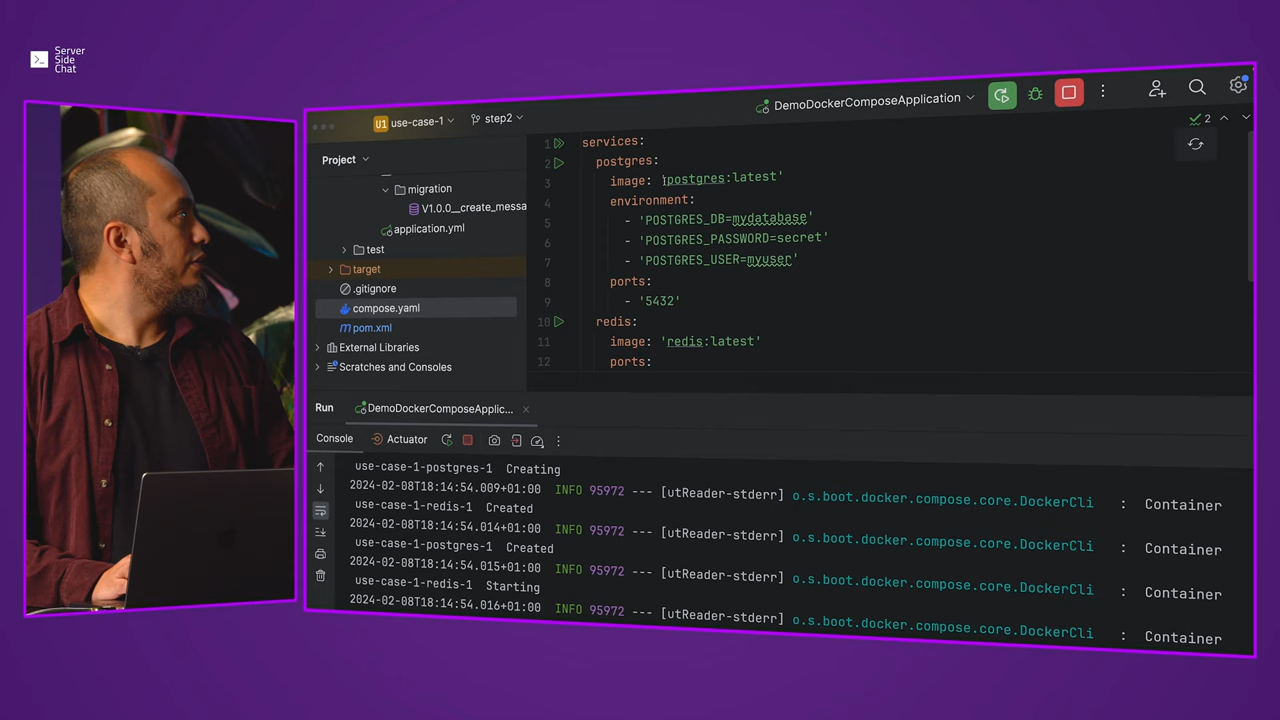 Server
Side
Chat
U1 use-case-1
step2
DemoDockerComposeApplication
Project
migration
V1.0.0__create_messa
application.yml
test
target
.gitignore
compose.yaml
pom.xml
External Libraries
Scratches and Consoles
2
1 services:
2 postgres:
3 image: 'postgres:latest'
4 environment:
5 - 'POSTGRES_DB=mydatabase'
6 - 'POSTGRES_PASSWORD=secret'
7 - 'POSTGRES_USER=myuser'
8 ports:
9 - '5432'
10 redis:
11 image: 'redis:latest'
12 ports:
Run
DemoDockerComposeApplic...
Console
Actuator
use-case-1-postgres-1 Creating
2024-02-08T18:14:54.009+01:00 INFO 95972 --- [utReader-stderr] o.s.boot.docker.compose.core.DockerCli : Container
use-case-1-redis-1 Created
2024-02-08T18:14:54.014+01:00 INFO 95972 --- [utReader-stderr] o.s.boot.docker.compose.core.DockerCli : Container
use-case-1-postgres-1 Created
2024-02-08T18:14:54.015+01:00 INFO 95972 --- [utReader-stderr] o.s.boot.docker.compose.core.DockerCli : Container
use-case-1-redis-1 Starting
2024-02-08T18:14:54.016+01:00 INFO 95972 --- [utReader-stderr] o.s.boot.docker.compose.core.DockerCli : Container